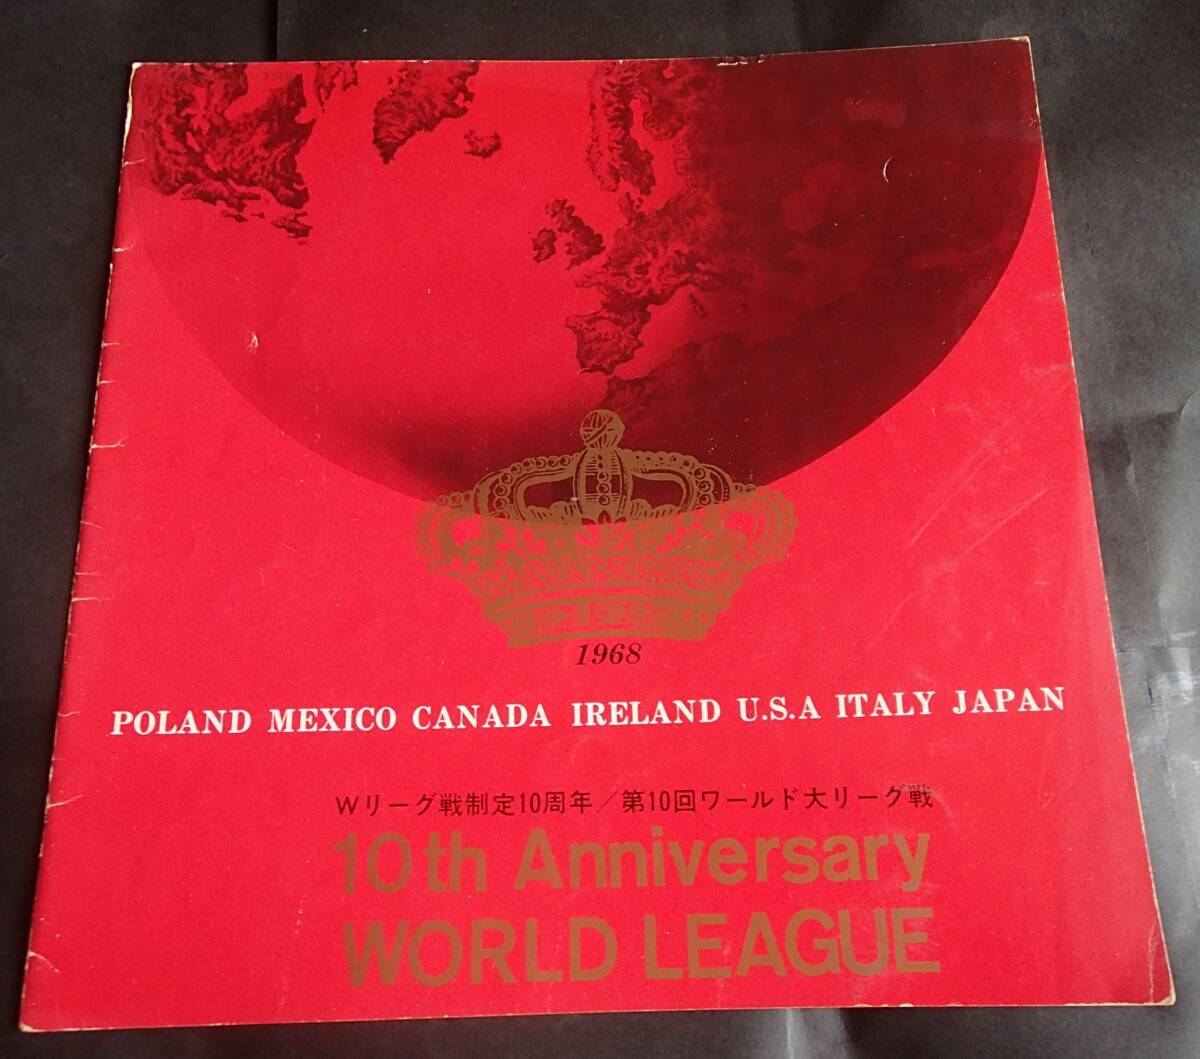 1968
POLAND MEXICO CANADA IRELAND U.S.A ITALY JAPAN
Wリーグ戦制定10周年／第10回ワールド大リーグ戦
10th Anniversary
WORLD LEAGUE